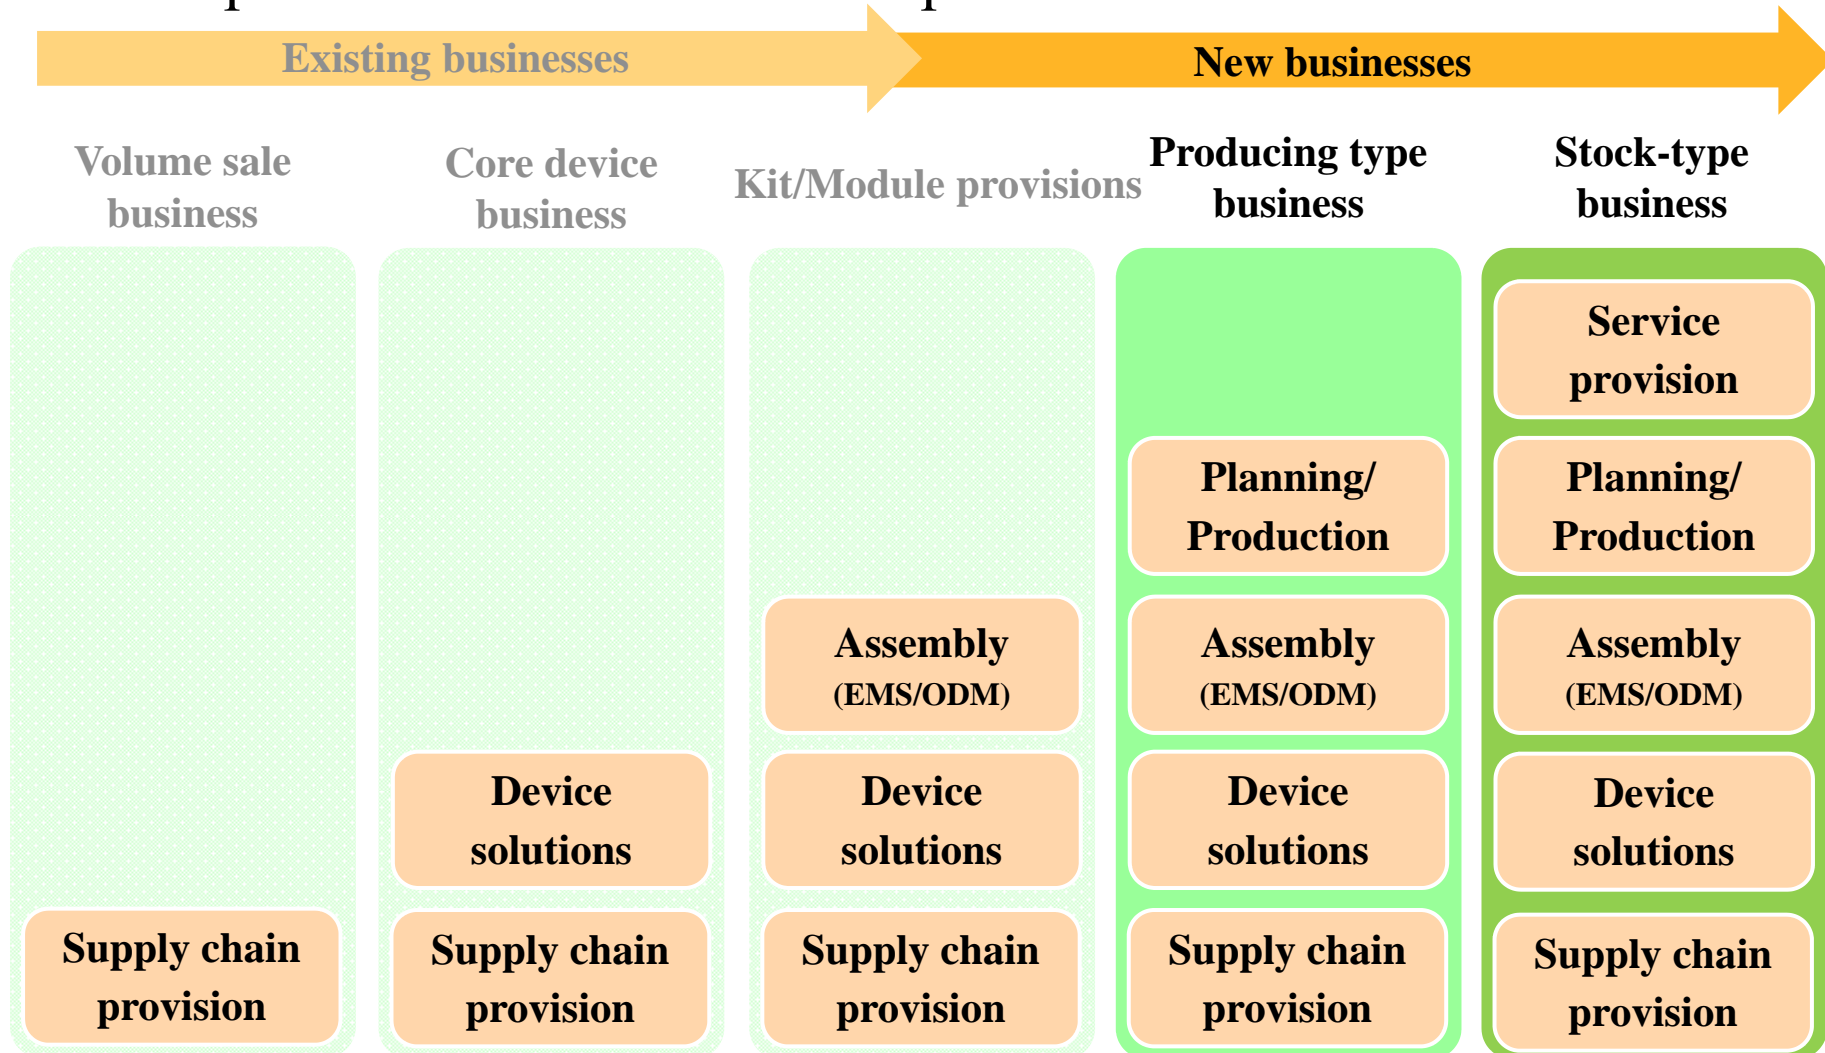 Existing businesses
New businesses
Volume sale
business
Core device
business
Kit/Module provisions
Producing type
business
Stock-type
business
Service
provision
Planning/
Production
Planning/
Production
Assembly
(EMS/ODM)
Assembly
(EMS/ODM)
Assembly
(EMS/ODM)
Device
solutions
Device
solutions
Device
solutions
Device
solutions
Supply chain
provision
Supply chain
provision
Supply chain
provision
Supply chain
provision
Supply chain
provision